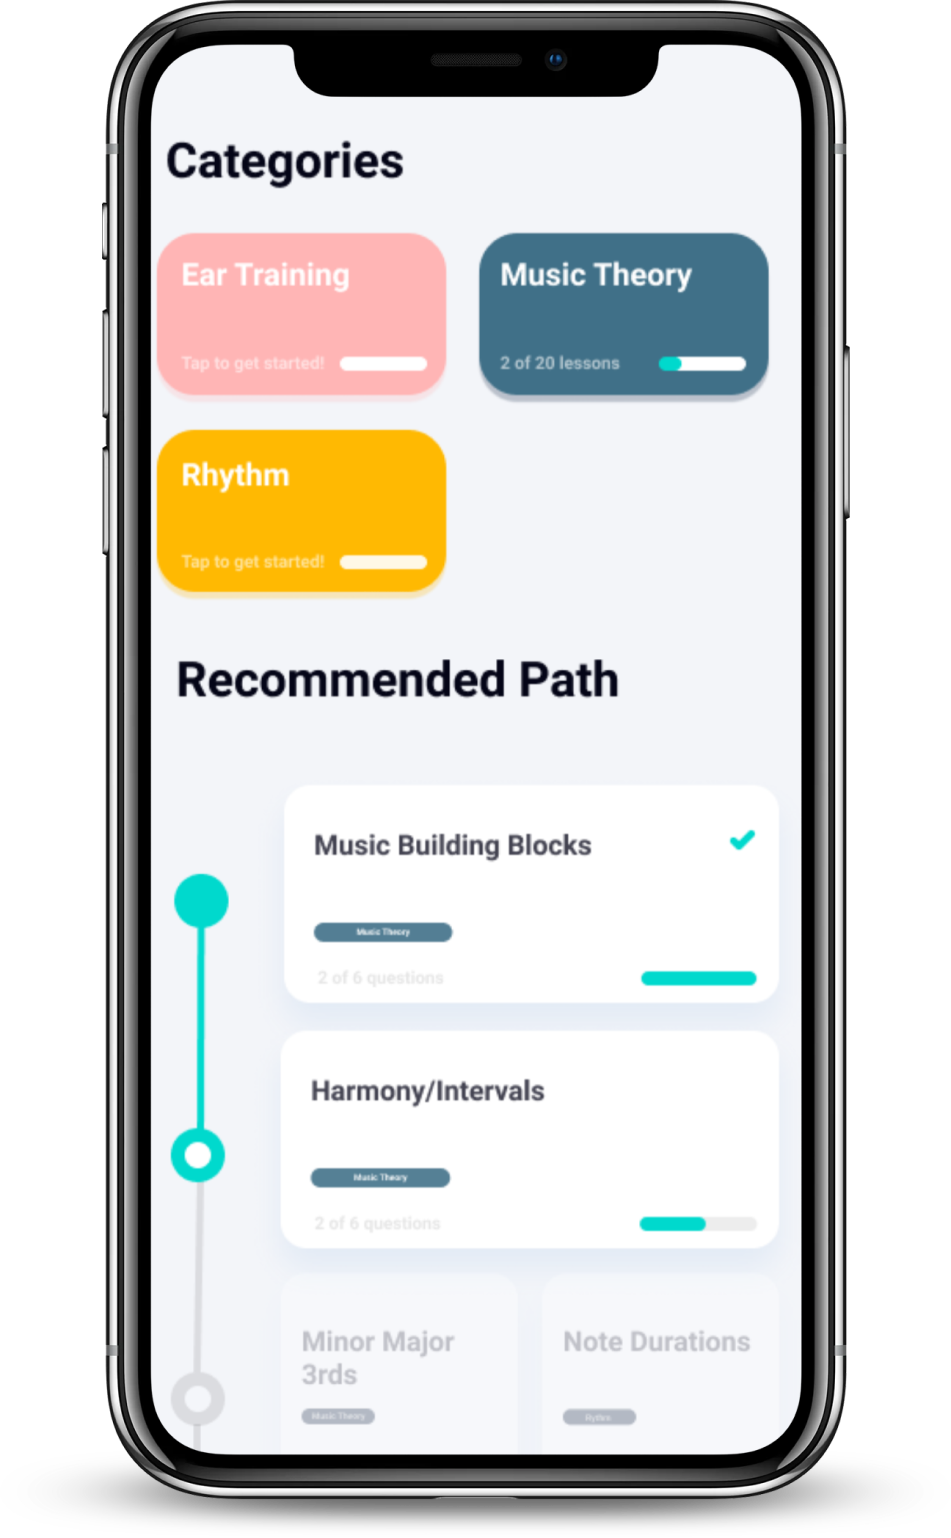 Categories
Ear Training
Tap to get started!
Music Theory
2 of 20 lessons
Rhythm
Tap to get started!
Recommended Path
Music Building Blocks
Music Theory
2 of 6 questions
Harmony/Intervals
Music Theory
2 of 6 questions
Minor Major
3rds
Music Theory
Note Durations